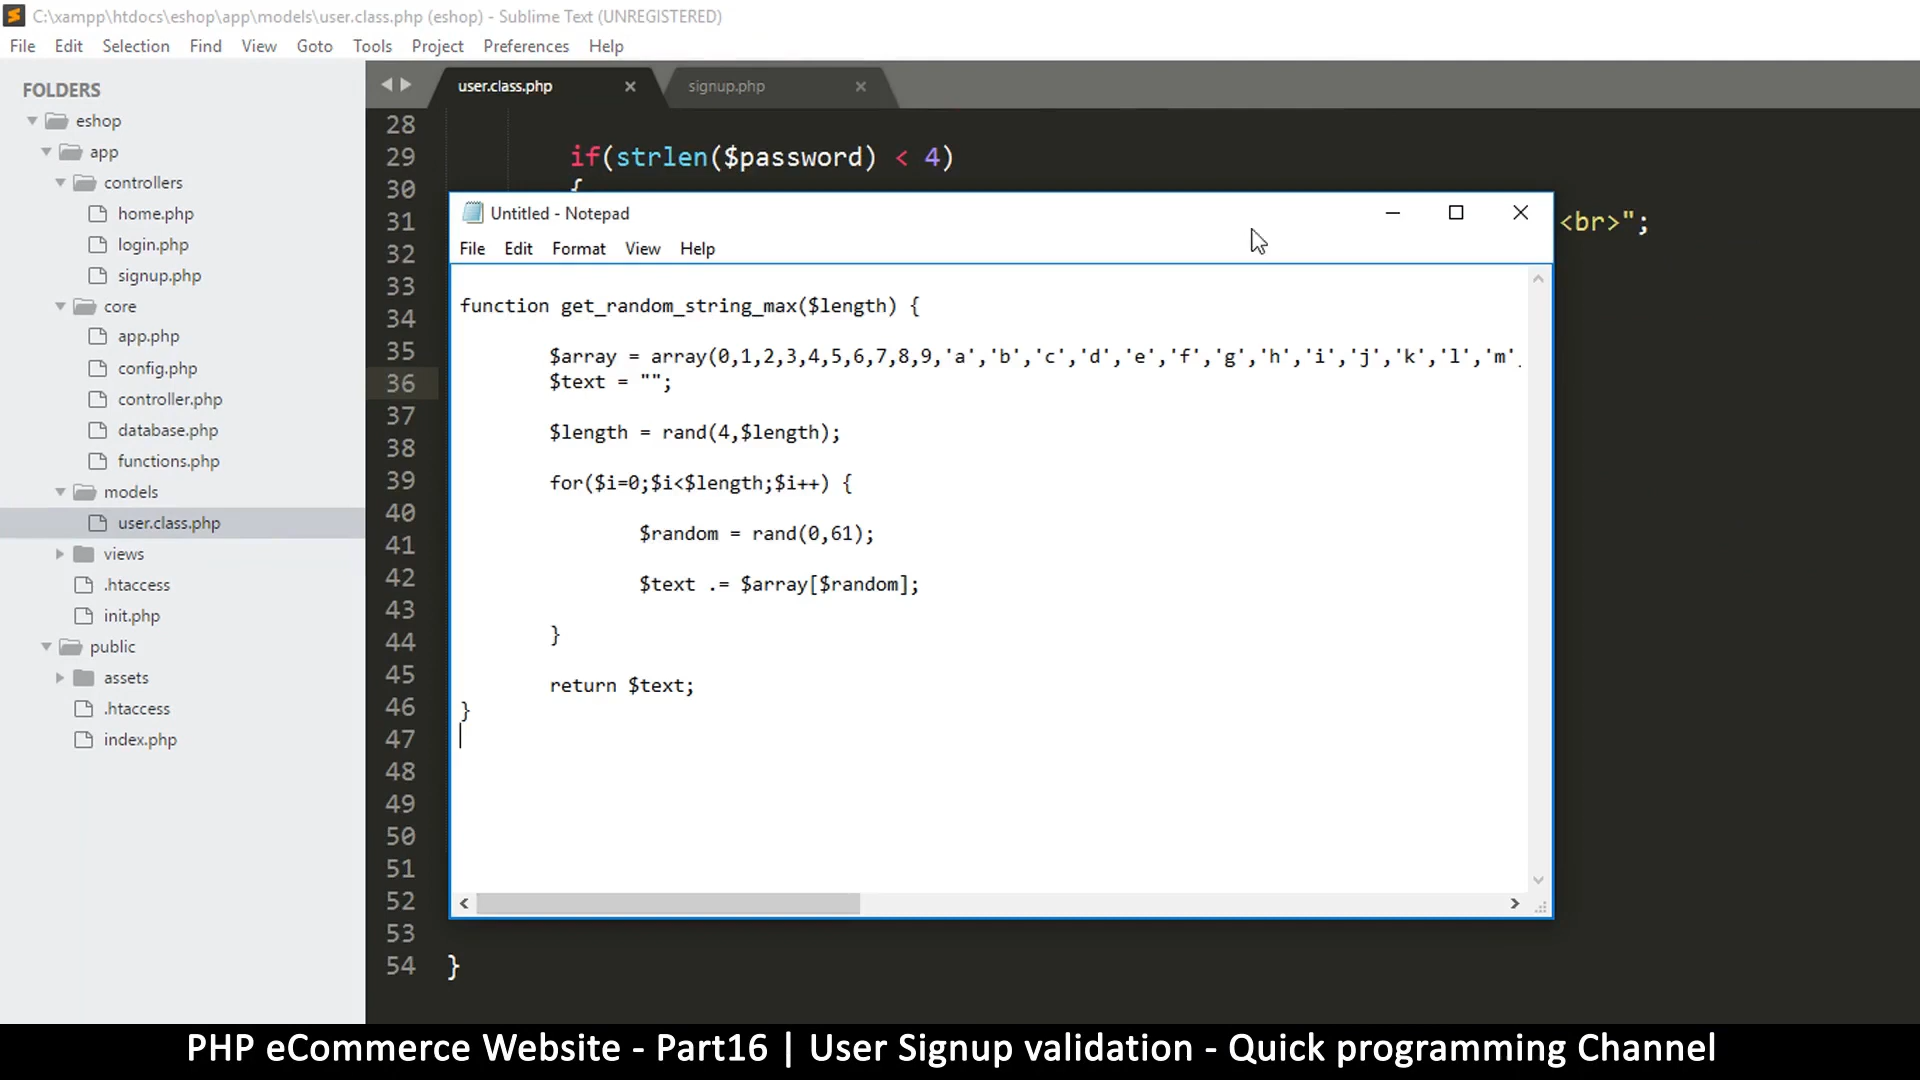 C:\xampp\htdocs\eshop\app\models\user.class.php (eshop) - Sublime Text (UNREGISTERED)
File Edit Selection Find View Goto Tools Project Preferences Help
FOLDERS
eshop
app
controllers
home.php
login.php
signup.php
core
app.php
config.php
controller.php
database.php
functions.php
models
user.class.php
views
.htaccess
init.php
public
assets
.htaccess
index.php
user.class.php signup.php
28
29 if(strlen($password) < 4)
30 {
31 <br>";
32
33
34
35
36
37
38
39
40
41
42
43
44
45
46
47
48
49
50
51
52
53
54 }
Untitled - Notepad
File Edit Format View Help
function get_random_string_max($length) {
$array = array(0,1,2,3,4,5,6,7,8,9,'a','b','c','d','e','f','g','h','i','j','k','l','m'
$text = "";
$length = rand(4,$length);
for($i=0;$i<$length;$i++) {
$random = rand(0,61);
$text .= $array[$random];
}
return $text;
}
PHP eCommerce Website - Part16 | User Signup validation - Quick programming Channel